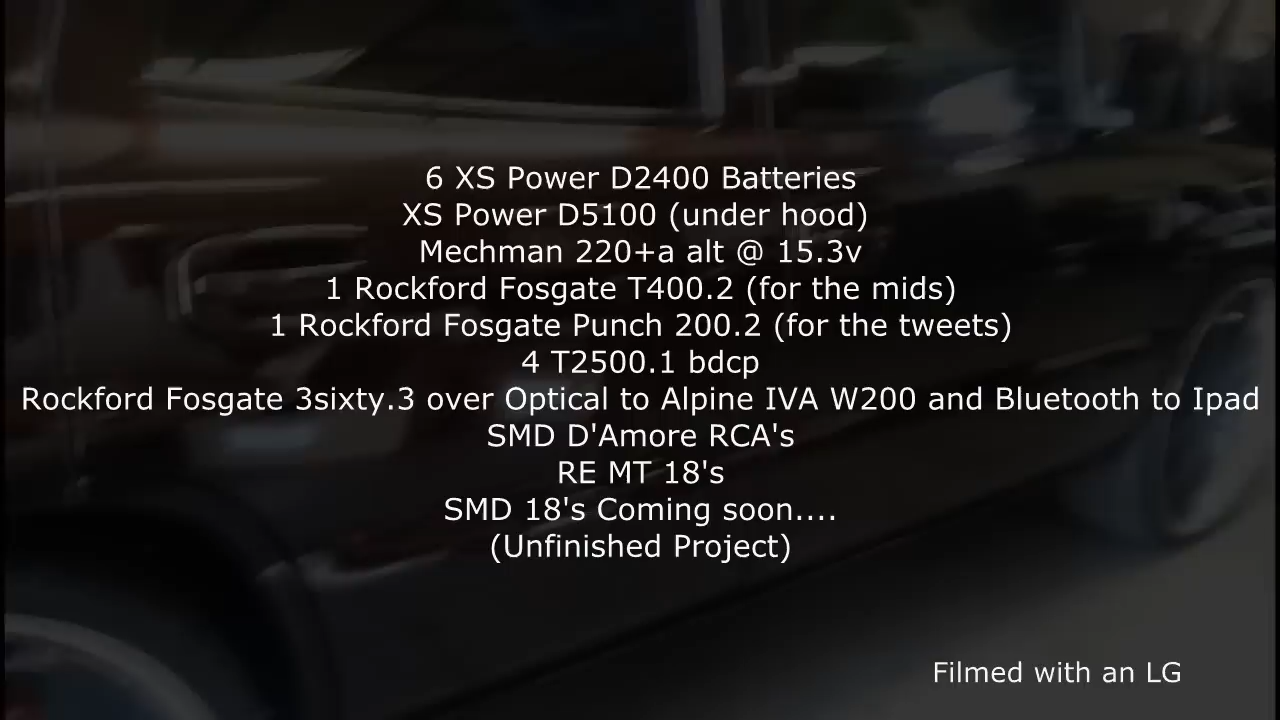 6 XS Power D2400 Batteries
XS Power D5100 (under hood)
Mechman 220+a alt @ 15.3v
1 Rockford Fosgate T400.2 (for the mids)
1 Rockford Fosgate Punch 200.2 (for the tweets)
4 T2500.1 bdcp
Rockford Fosgate 3sixty.3 over Optical to Alpine IVA W200 and Bluetooth to Ipad
SMD D'Amore RCA's
RE MT 18's
SMD 18's Coming soon....
(Unfinished Project)
Filmed with an LG